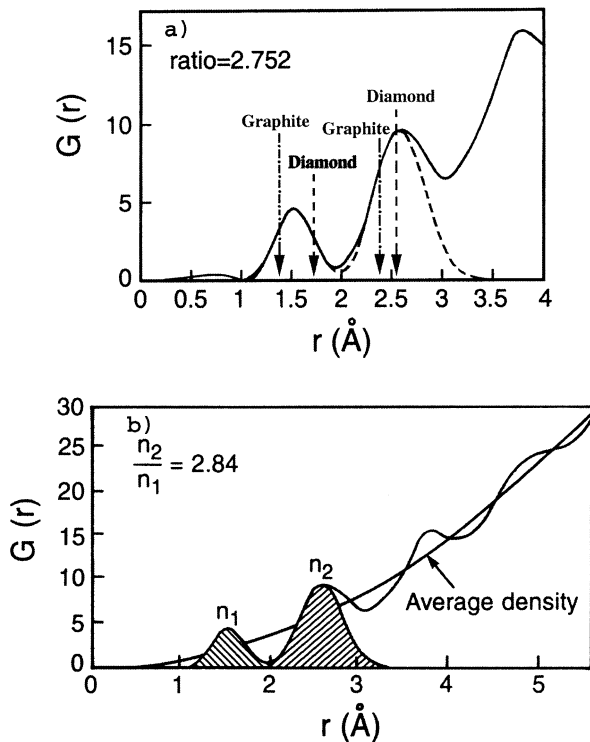 a)
ratio=2.752
Graphite
Diamond
Graphite
Diamond
G (r)
15
10
5
0
0 0.5 1 1.5 2 2.5 3 3.5 4
r (Å)
b)
n2
n1
= 2.84
n1
n2
Average density
G (r)
30
25
20
15
10
5
0
0 1 2 3 4 5
r (Å)